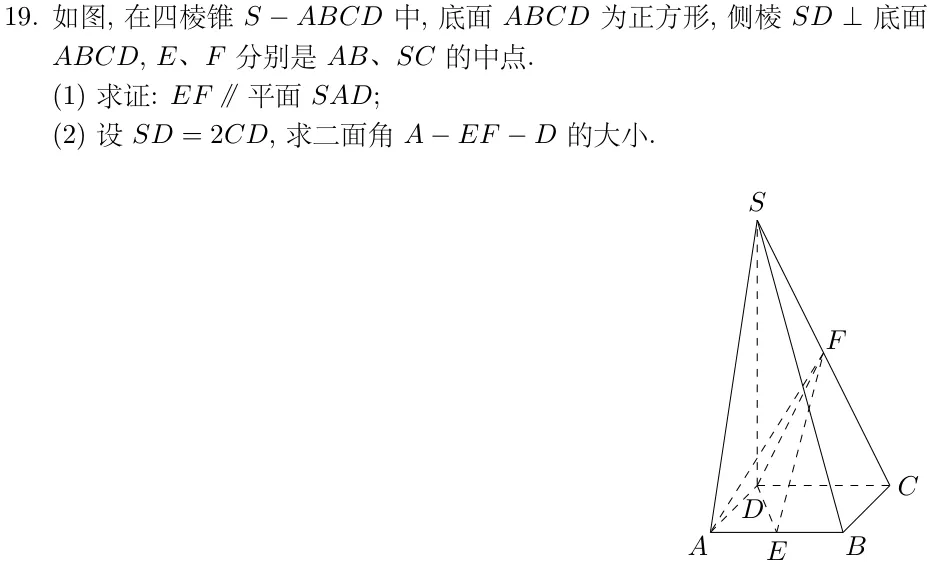 19. 如图, 在四棱锥 S − ABCD 中, 底面 ABCD 为正方形, 侧棱 SD ⊥ 底面
ABCD, E、F 分别是 AB、SC 的中点.
(1) 求证: EF ∥ 平面 SAD;
(2) 设 SD = 2CD, 求二面角 A − EF − D 的大小.
S
F
C
D
A
E
B